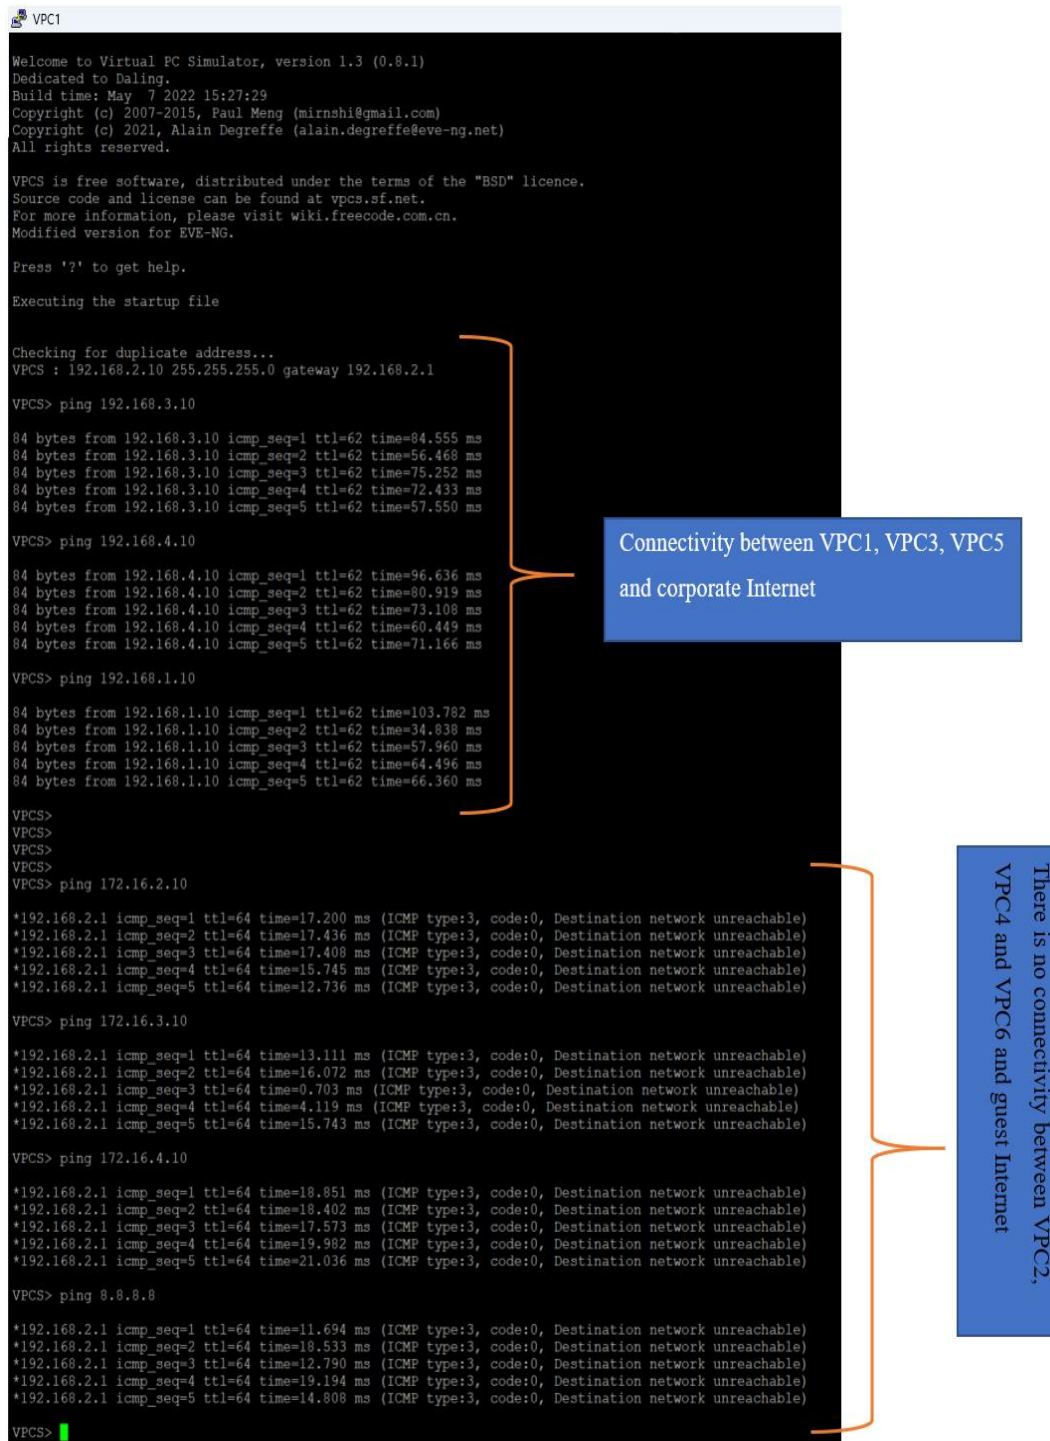 VPC1
Welcome to Virtual PC Simulator, version 1.3 (0.8.1)
Dedicated to Daling.
Build time: May  7 2022 15:27:29
Copyright (c) 2007-2015, Paul Meng (mirnshi@gmail.com)
Copyright (c) 2021, Alain Degreffe (alain.degreffe@eve-ng.net)
All rights reserved.
VPCS is free software, distributed under the terms of the "BSD" licence.
Source code and license can be found at vpcs.sf.net.
For more information, please visit wiki.freecode.com.cn.
Modified version for EVE-NG.
Press '?' to get help.
Executing the startup file
Checking for duplicate address...
VPCS : 192.168.2.10 255.255.255.0 gateway 192.168.2.1
VPCS> ping 192.168.3.10
84 bytes from 192.168.3.10 icmp_seq=1 ttl=62 time=84.555 ms
84 bytes from 192.168.3.10 icmp_seq=2 ttl=62 time=56.468 ms
84 bytes from 192.168.3.10 icmp_seq=3 ttl=62 time=75.252 ms
84 bytes from 192.168.3.10 icmp_seq=4 ttl=62 time=72.433 ms
84 bytes from 192.168.3.10 icmp_seq=5 ttl=62 time=57.550 ms
VPCS> ping 192.168.4.10
84 bytes from 192.168.4.10 icmp_seq=1 ttl=62 time=96.636 ms
84 bytes from 192.168.4.10 icmp_seq=2 ttl=62 time=80.919 ms
84 bytes from 192.168.4.10 icmp_seq=3 ttl=62 time=73.108 ms
84 bytes from 192.168.4.10 icmp_seq=4 ttl=62 time=60.449 ms
84 bytes from 192.168.4.10 icmp_seq=5 ttl=62 time=71.166 ms
VPCS> ping 192.168.1.10
84 bytes from 192.168.1.10 icmp_seq=1 ttl=62 time=103.782 ms
84 bytes from 192.168.1.10 icmp_seq=2 ttl=62 time=34.838 ms
84 bytes from 192.168.1.10 icmp_seq=3 ttl=62 time=57.960 ms
84 bytes from 192.168.1.10 icmp_seq=4 ttl=62 time=64.496 ms
84 bytes from 192.168.1.10 icmp_seq=5 ttl=62 time=66.360 ms
VPCS>
VPCS>
VPCS>
VPCS>
VPCS> ping 172.16.2.10
*192.168.2.1 icmp_seq=1 ttl=64 time=17.200 ms (ICMP type:3, code:0, Destination network unreachable)
*192.168.2.1 icmp_seq=2 ttl=64 time=17.436 ms (ICMP type:3, code:0, Destination network unreachable)
*192.168.2.1 icmp_seq=3 ttl=64 time=17.408 ms (ICMP type:3, code:0, Destination network unreachable)
*192.168.2.1 icmp_seq=4 ttl=64 time=15.745 ms (ICMP type:3, code:0, Destination network unreachable)
*192.168.2.1 icmp_seq=5 ttl=64 time=12.736 ms (ICMP type:3, code:0, Destination network unreachable)
VPCS> ping 172.16.3.10
*192.168.2.1 icmp_seq=1 ttl=64 time=13.111 ms (ICMP type:3, code:0, Destination network unreachable)
*192.168.2.1 icmp_seq=2 ttl=64 time=16.072 ms (ICMP type:3, code:0, Destination network unreachable)
*192.168.2.1 icmp_seq=3 ttl=64 time=0.703 ms (ICMP type:3, code:0, Destination network unreachable)
*192.168.2.1 icmp_seq=4 ttl=64 time=4.119 ms (ICMP type:3, code:0, Destination network unreachable)
*192.168.2.1 icmp_seq=5 ttl=64 time=15.743 ms (ICMP type:3, code:0, Destination network unreachable)
VPCS> ping 172.16.4.10
*192.168.2.1 icmp_seq=1 ttl=64 time=18.851 ms (ICMP type:3, code:0, Destination network unreachable)
*192.168.2.1 icmp_seq=2 ttl=64 time=18.402 ms (ICMP type:3, code:0, Destination network unreachable)
*192.168.2.1 icmp_seq=3 ttl=64 time=17.573 ms (ICMP type:3, code:0, Destination network unreachable)
*192.168.2.1 icmp_seq=4 ttl=64 time=19.982 ms (ICMP type:3, code:0, Destination network unreachable)
*192.168.2.1 icmp_seq=5 ttl=64 time=21.036 ms (ICMP type:3, code:0, Destination network unreachable)
VPCS> ping 8.8.8.8
*192.168.2.1 icmp_seq=1 ttl=64 time=11.694 ms (ICMP type:3, code:0, Destination network unreachable)
*192.168.2.1 icmp_seq=2 ttl=64 time=18.533 ms (ICMP type:3, code:0, Destination network unreachable)
*192.168.2.1 icmp_seq=3 ttl=64 time=12.790 ms (ICMP type:3, code:0, Destination network unreachable)
*192.168.2.1 icmp_seq=4 ttl=64 time=19.194 ms (ICMP type:3, code:0, Destination network unreachable)
*192.168.2.1 icmp_seq=5 ttl=64 time=14.808 ms (ICMP type:3, code:0, Destination network unreachable)
VPCS>
Connectivity between VPC1, VPC3, VPC5
and corporate Internet
There is no connectivity between VPC2,
VPC4 and VPC6 and guest Internet